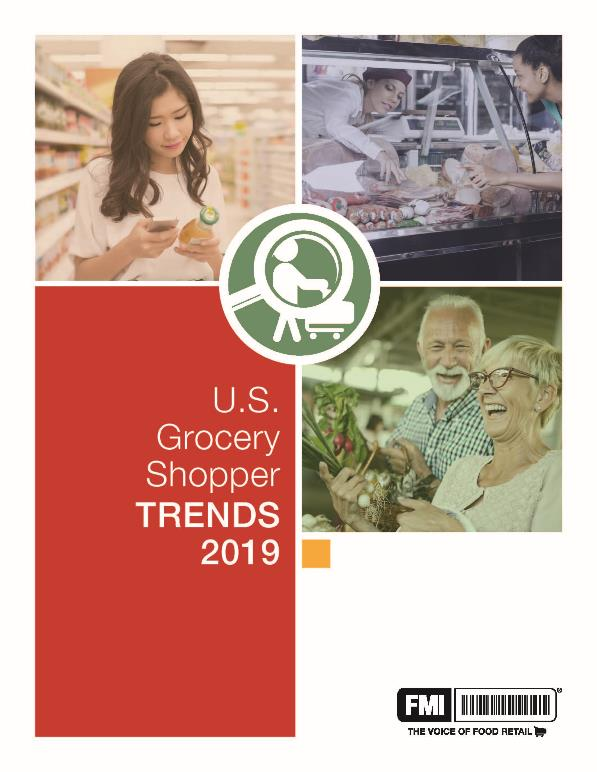 U.S.
Grocery
Shopper
TRENDS
2019
FMI
®
THE VOICE OF FOOD RETAIL